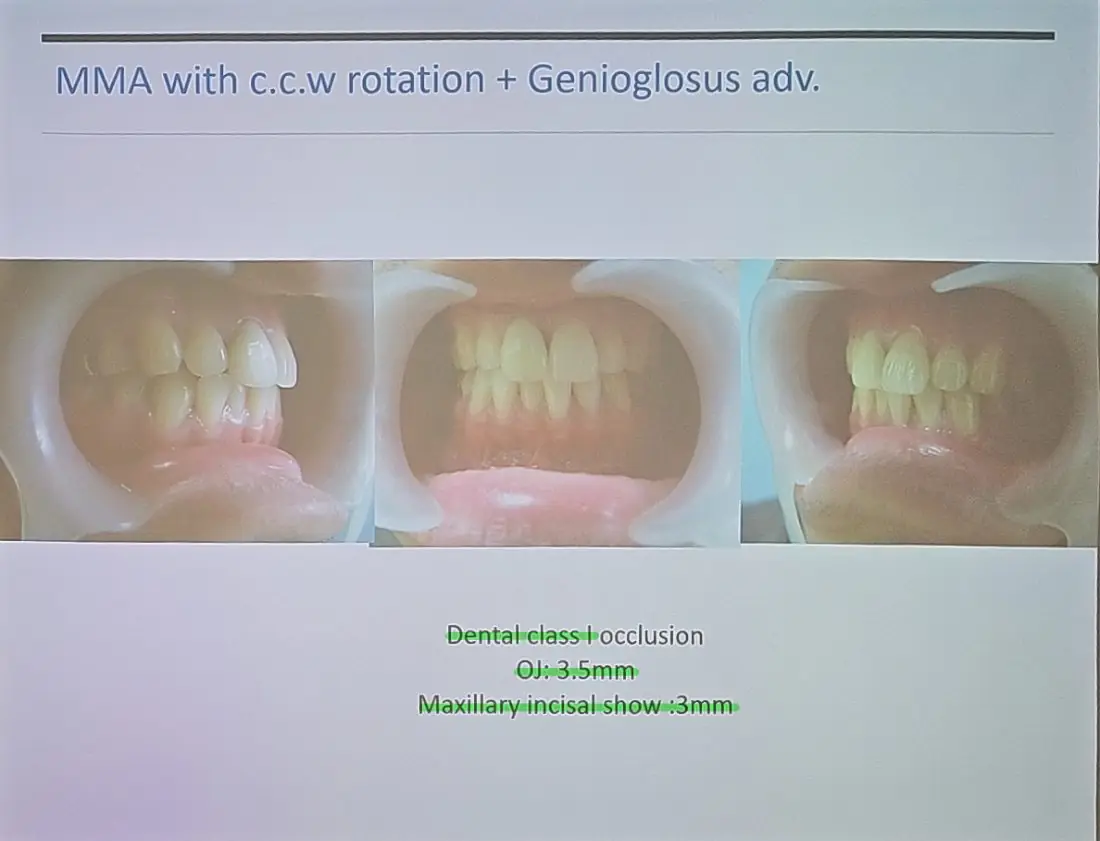 MMA with c.c.w rotation + Genioglosus adv.
Dental class I occlusion
OJ: 3.5mm
Maxillary incisal show :3mm